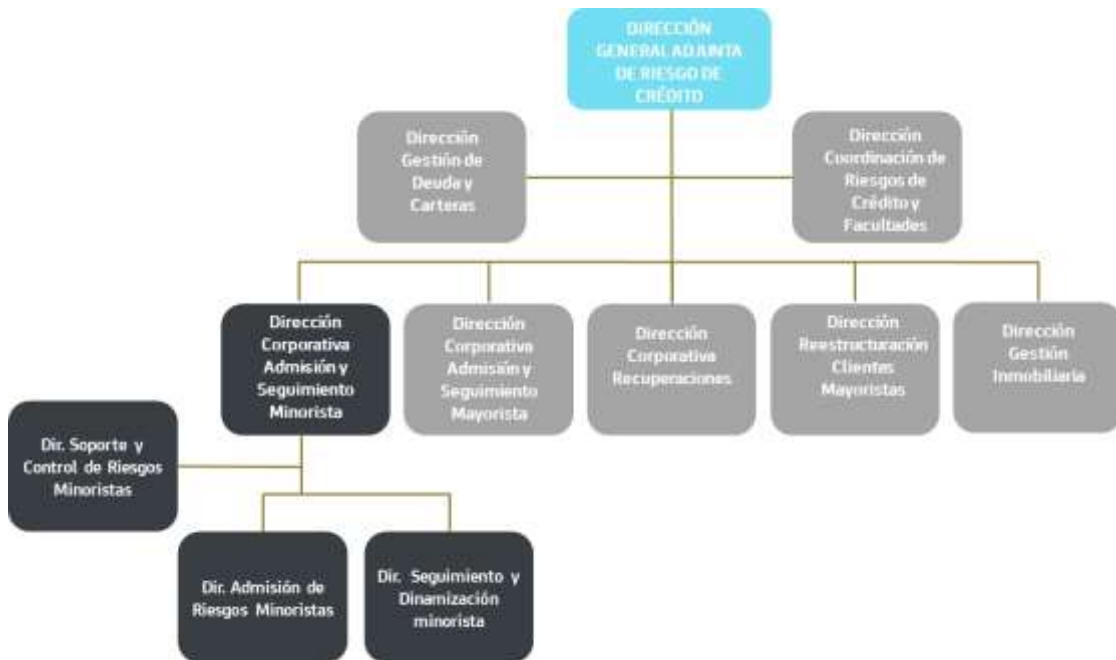 DIRECCIÓN
GENERAL ADJUNTA
DE RIESGO DE
CRÉDITO
Dirección
Gestión de
Deuda y
Carteras
Dirección
Coordinación de
Riesgos de
Crédito y
Facultades
Dirección
Corporativa
Admisión y
Seguimiento
Minorista
Dirección
Corporativa
Admisión y
Seguimiento
Mayorista
Dirección
Corporativa
Recuperaciones
Dirección
Reestructuración
Clientes
Mayoristas
Dirección
Gestión
Inmobiliaria
Dir. Soporte y
Control de Riesgos
Minoristas
Dir. Admisión de
Riesgos Minoristas
Dir. Seguimiento y
Dinamización
minorista